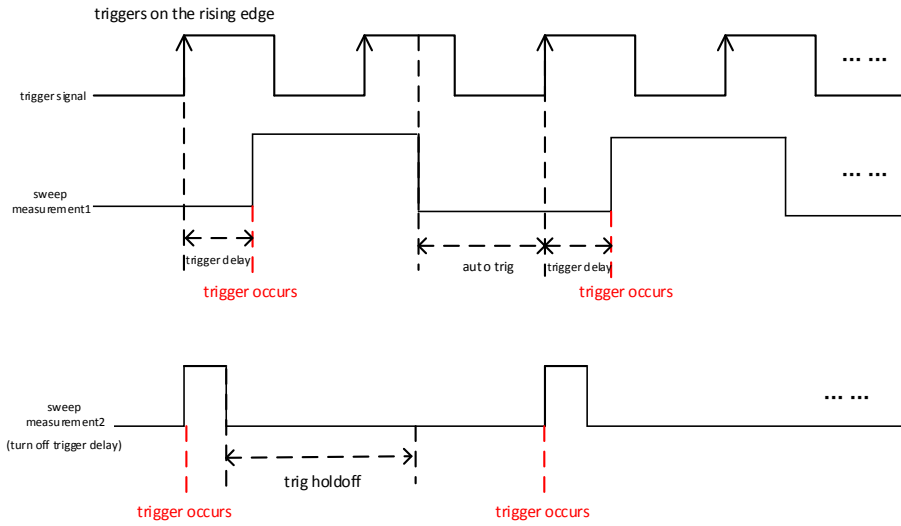 triggers on the rising edge
... ...
trigger signal
sweep
measurement1
... ...
trigger delay
auto trig
trigger delay
trigger occurs
trigger occurs
sweep
measurement2
(turn off trigger delay)
... ...
trig holdoff
trigger occurs
trigger occurs